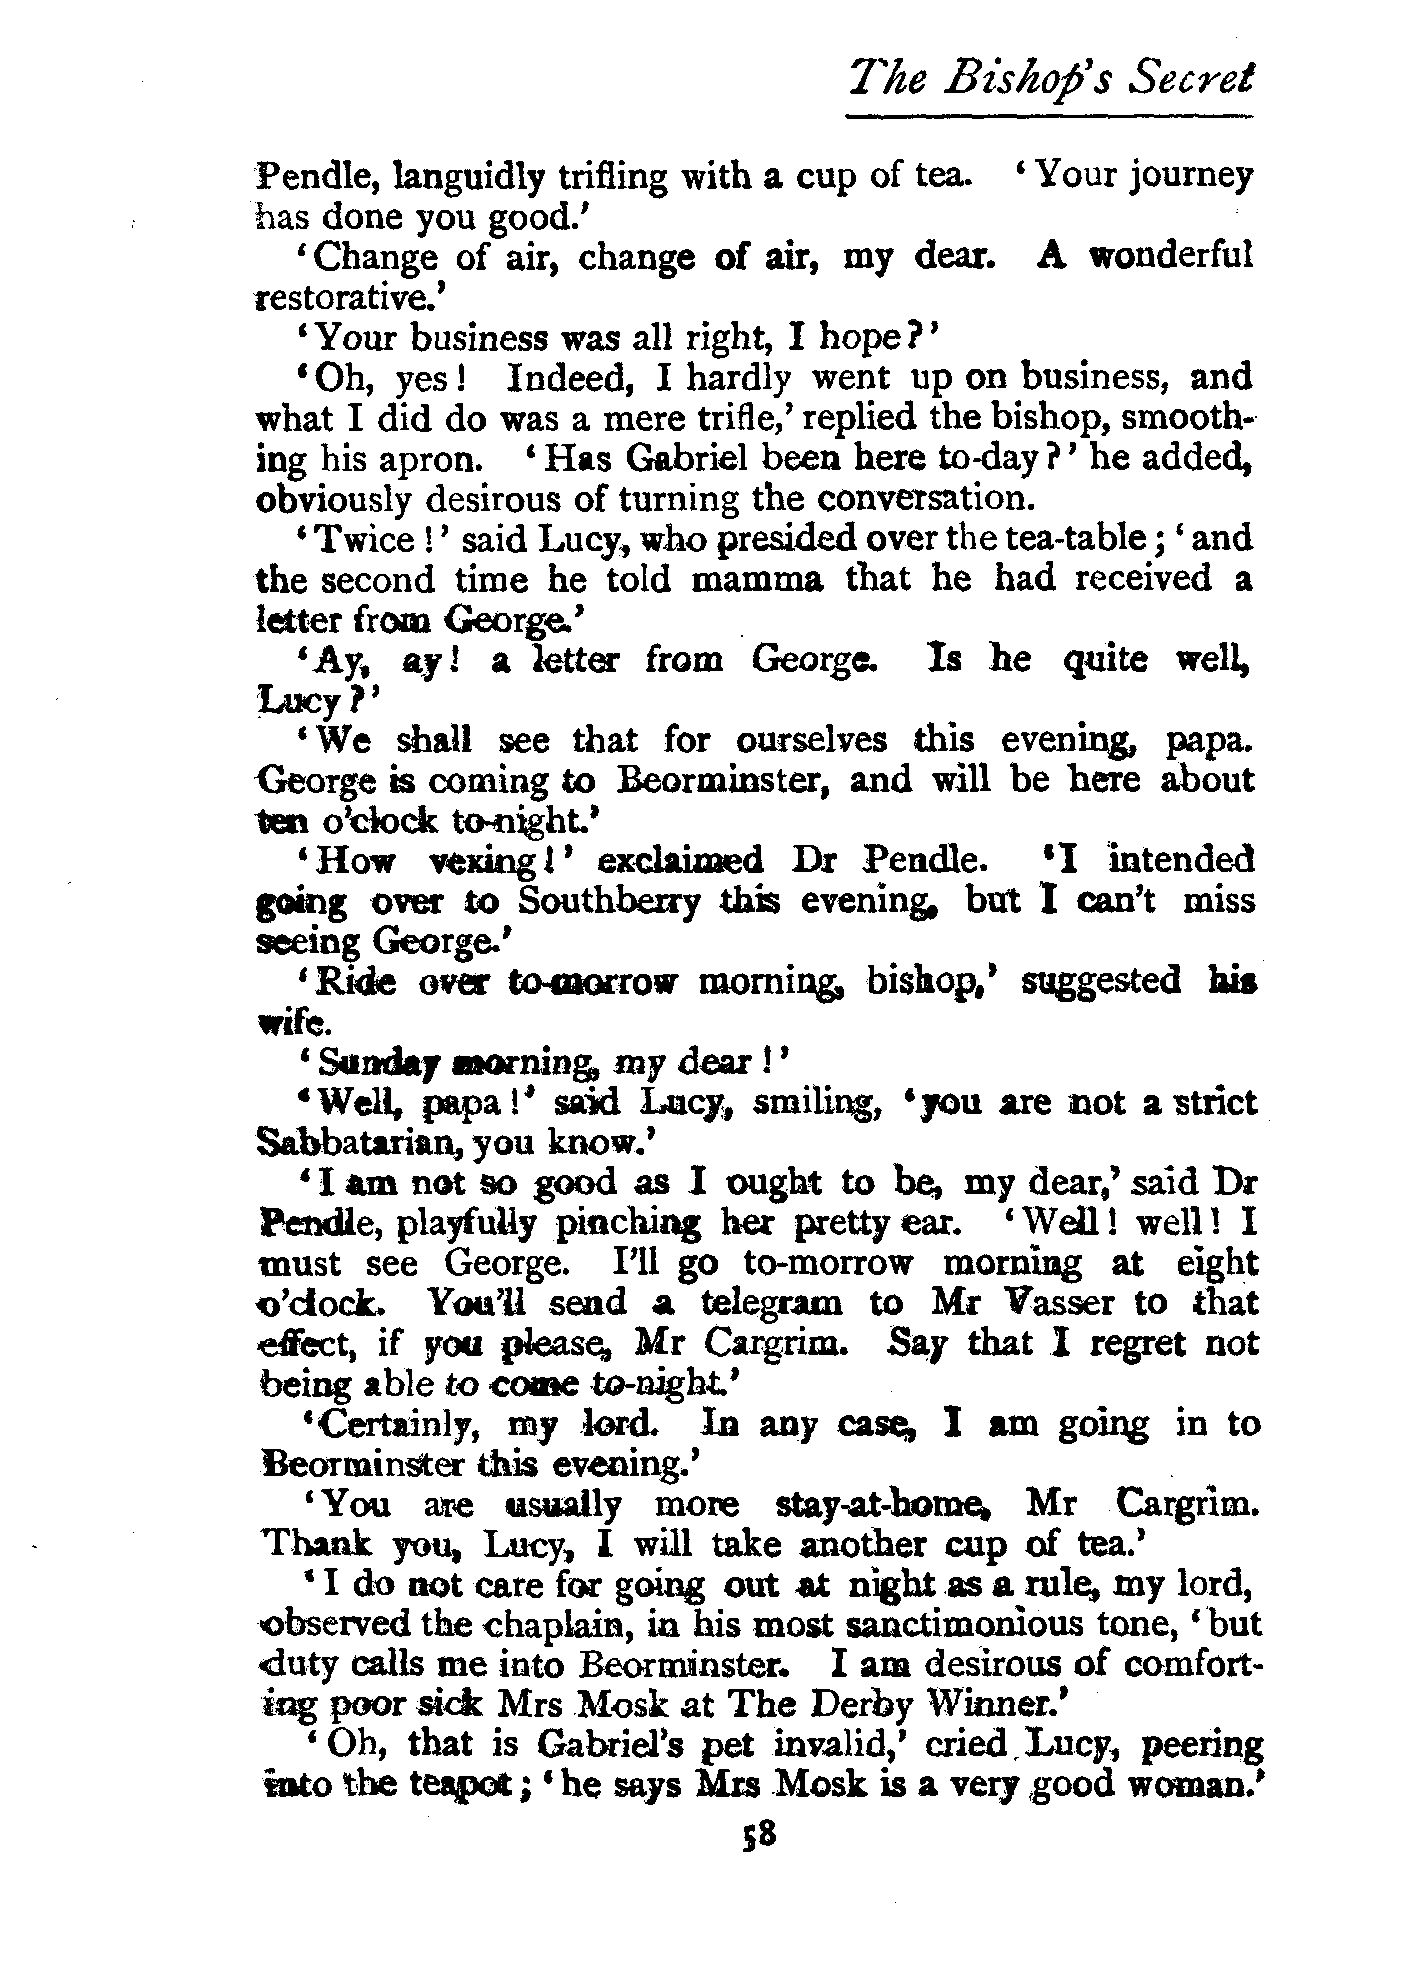 The Bishop's Secret
Pendle, languidly trifling with a cup of tea. ‘Your journey
has done you good.’
‘Change of air, change of air, my dear. A wonderful
restorative.’
‘Your business was all right, I hope?’
‘Oh, yes! Indeed, I hardly went up on business, and
what I did do was a mere trifle,’ replied the bishop, smooth-
ing his apron. ‘Has Gabriel been here to-day?’ he added,
obviously desirous of turning the conversation.
‘Twice!’ said Lucy, who presided over the tea-table; ‘and
the second time he told mamma that he had received a
letter from George.’
‘Ay, ay! a letter from George. Is he quite well,
Lucy?’
‘We shall see that for ourselves this evening, papa.
George is coming to Beorminster, and will be here about
ten o'clock to-night.’
‘How vexing!’ exclaimed Dr Pendle. ‘I intended
going over to Southberry this evening, but I can't miss
seeing George.’
‘Ride over to-morrow morning, bishop,’ suggested his
wife.
‘Sunday morning, my dear!’
‘Well, papa!’ said Lucy, smiling, ‘you are not a strict
Sabbatarian, you know.’
‘I am not so good as I ought to be, my dear,’ said Dr
Pendle, playfully pinching her pretty ear. ‘Well! well! I
must see George. I'll go to-morrow morning at eight
o'clock. You'll send a telegram to Mr Vasser to that
effect, if you please, Mr Cargrim. Say that I regret not
being able to come to-night.’
‘Certainly, my lord. In any case, I am going in to
Beorminster this evening.’
‘You are usually more stay-at-home, Mr Cargrim.
Thank you, Lucy, I will take another cup of tea.’
‘I do not care for going out at night as a rule, my lord,
observed the chaplain, in his most sanctimonious tone, ‘but
duty calls me into Beorminster. I am desirous of comfort-
ing poor sick Mrs Mosk at The Derby Winner.’
‘Oh, that is Gabriel's pet invalid,’ cried Lucy, peering
into the teapot; ‘he says Mrs Mosk is a very good woman.’
58